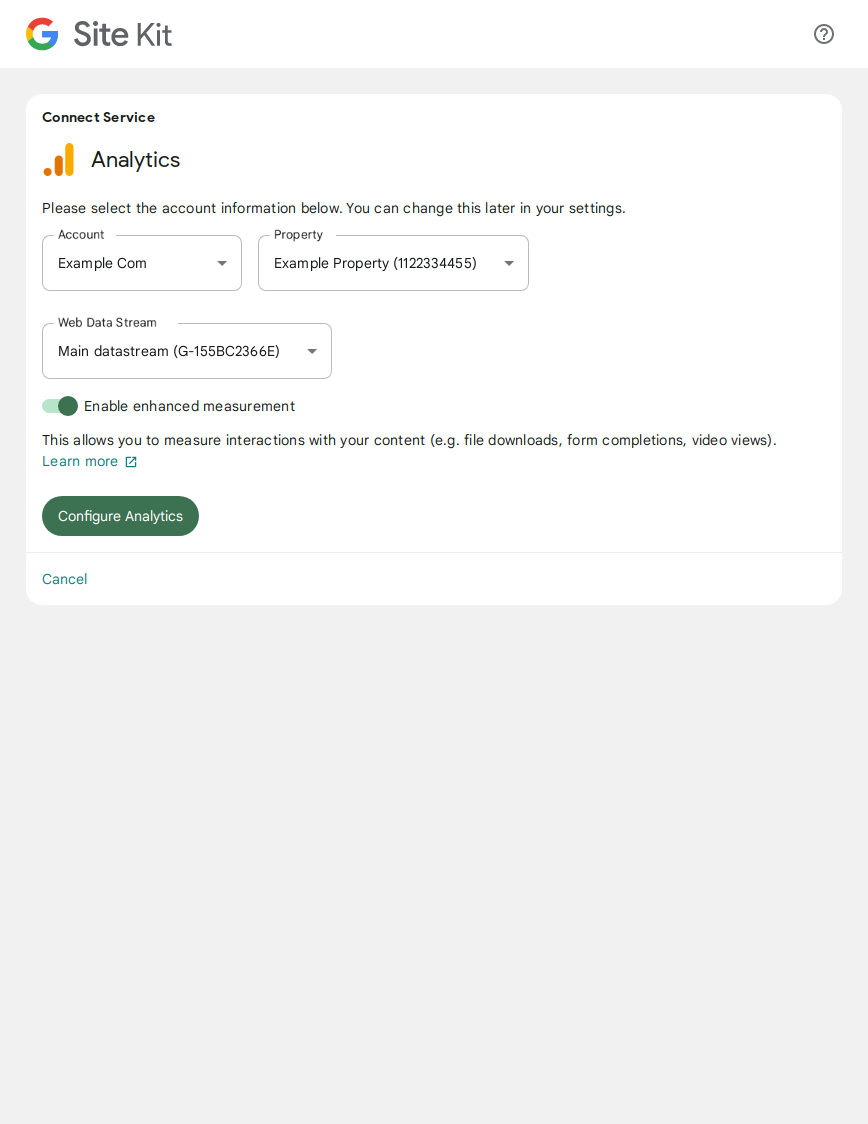 Site Kit
Connect Service
Analytics
Please select the account information below. You can change this later in your settings.
Account
Example Com
Property
Example Property (1122334455)
Web Data Stream
Main datastream (G-155BC2366E)
Enable enhanced measurement
This allows you to measure interactions with your content (e.g. file downloads, form completions, video views).
Learn more
Configure Analytics
Cancel